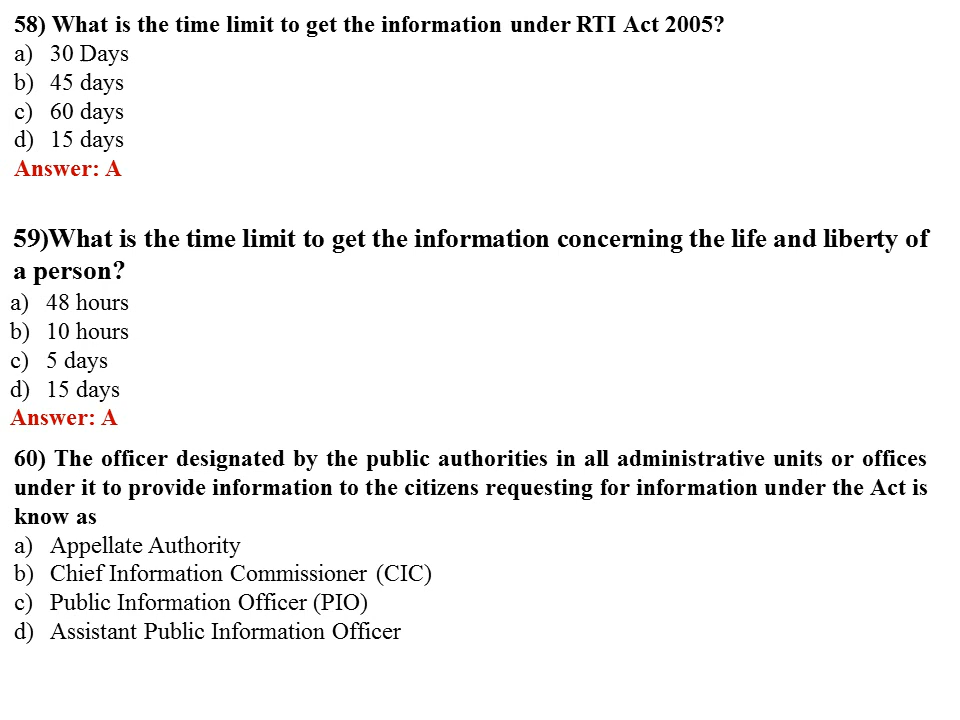 58) What is the time limit to get the information under RTI Act 2005?
a) 30 Days
b) 45 days
c) 60 days
d) 15 days
Answer: A
59)What is the time limit to get the information concerning the life and liberty of
a person?
a) 48 hours
b) 10 hours
c) 5 days
d) 15 days
Answer: A
60) The officer designated by the public authorities in all administrative units or offices
under it to provide information to the citizens requesting for information under the Act is
know as
a) Appellate Authority
b) Chief Information Commissioner (CIC)
c) Public Information Officer (PIO)
d) Assistant Public Information Officer